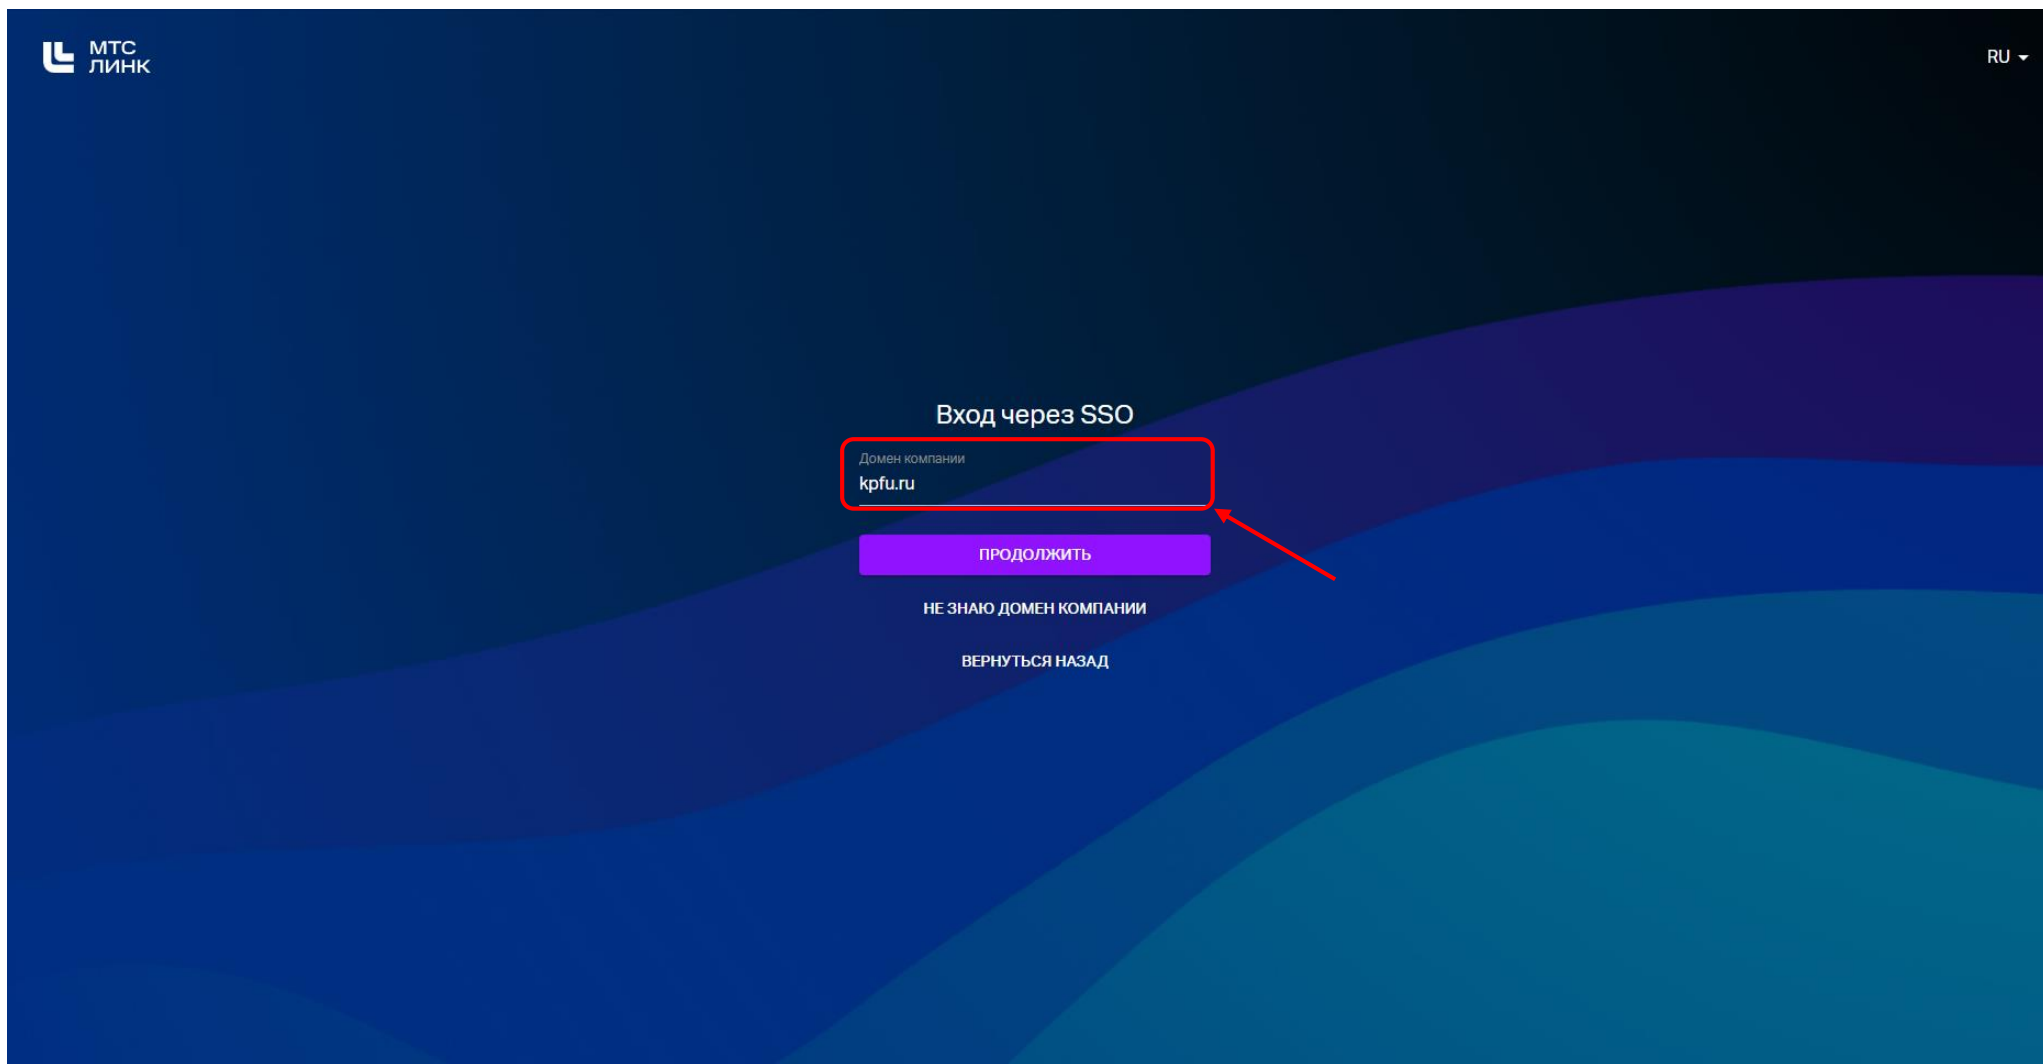 МТС
ЛИНК
RU
Вход через SSO
Домен компании
kpfu.ru
ПРОДОЛЖИТЬ
НЕ ЗНАЮ ДОМЕН КОМПАНИИ
ВЕРНУТЬСЯ НАЗАД